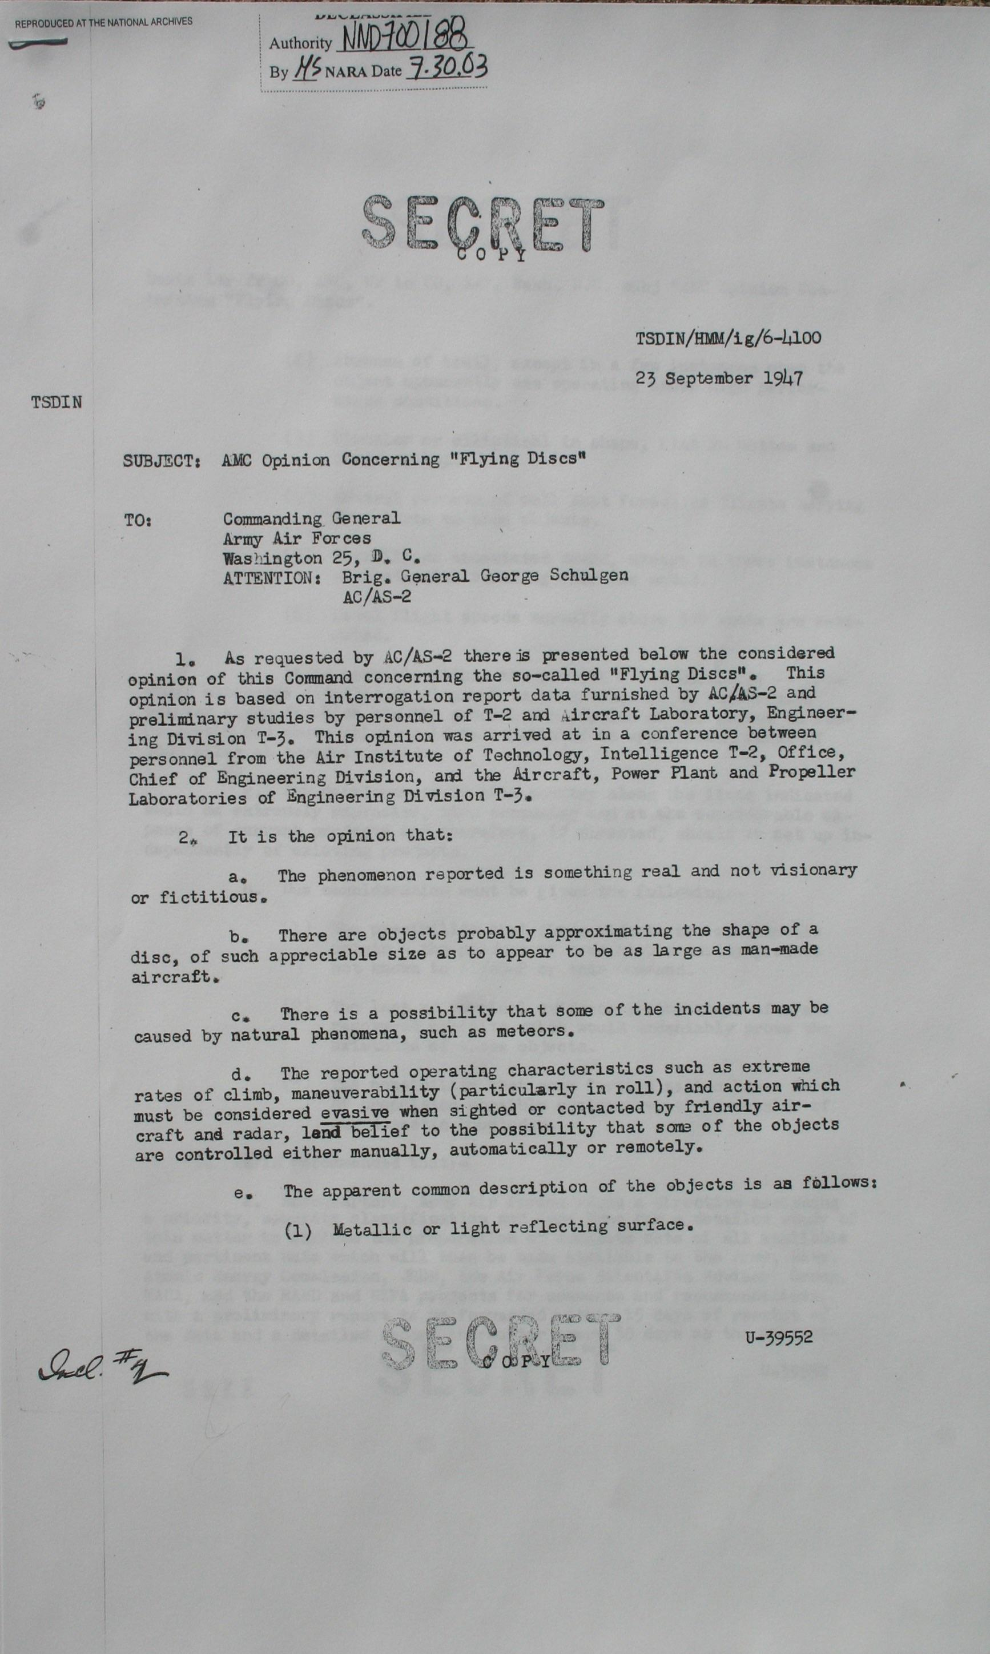 REPRODUCED AT THE NATIONAL ARCHIVES
DECLASSIFIED
Authority NND700188
By MS NARA Date 7.30.03
SECRET
COPY
TSDIN/HMM/ig/6-4100
23 September 1947
TSDIN
SUBJECT: AMC Opinion Concerning "Flying Discs"
TO: Commanding General
Army Air Forces
Washington 25, D. C.
ATTENTION: Brig. General George Schulgen
AC/AS-2
1. As requested by AC/AS-2 there is presented below the considered
opinion of this Command concerning the so-called "Flying Discs". This
opinion is based on interrogation report data furnished by AC/AS-2 and
preliminary studies by personnel of T-2 and Aircraft Laboratory, Engineer-
ing Division T-3. This opinion was arrived at in a conference between
personnel from the Air Institute of Technology, Intelligence T-2, Office,
Chief of Engineering Division, and the Aircraft, Power Plant and Propeller
Laboratories of Engineering Division T-3.
2. It is the opinion that:
a. The phenomenon reported is something real and not visionary
or fictitious.
b. There are objects probably approximating the shape of a
disc, of such appreciable size as to appear to be as large as man-made
aircraft.
c. There is a possibility that some of the incidents may be
caused by natural phenomena, such as meteors.
d. The reported operating characteristics such as extreme
rates of climb, maneuverability (particularly in roll), and action which
must be considered evasive when sighted or contacted by friendly air-
craft and radar, lend belief to the possibility that some of the objects
are controlled either manually, automatically or remotely.
e. The apparent common description of the objects is as follows:
(1) Metallic or light reflecting surface.
SECRET
COPY
U-39552
Incl. #